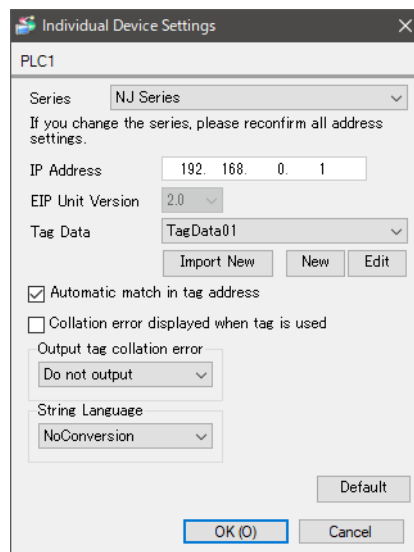 Individual Device Settings
PLC1
Series NJ Series
If you change the series, please reconfirm all address
settings.
IP Address 192. 168. 0. 1
EIP Unit Version 2.0
Tag Data TagData01
Import New New Edit
Automatic match in tag address
Collation error displayed when tag is used
Output tag collation error
Do not output
String Language
NoConversion
Default
OK (O) Cancel